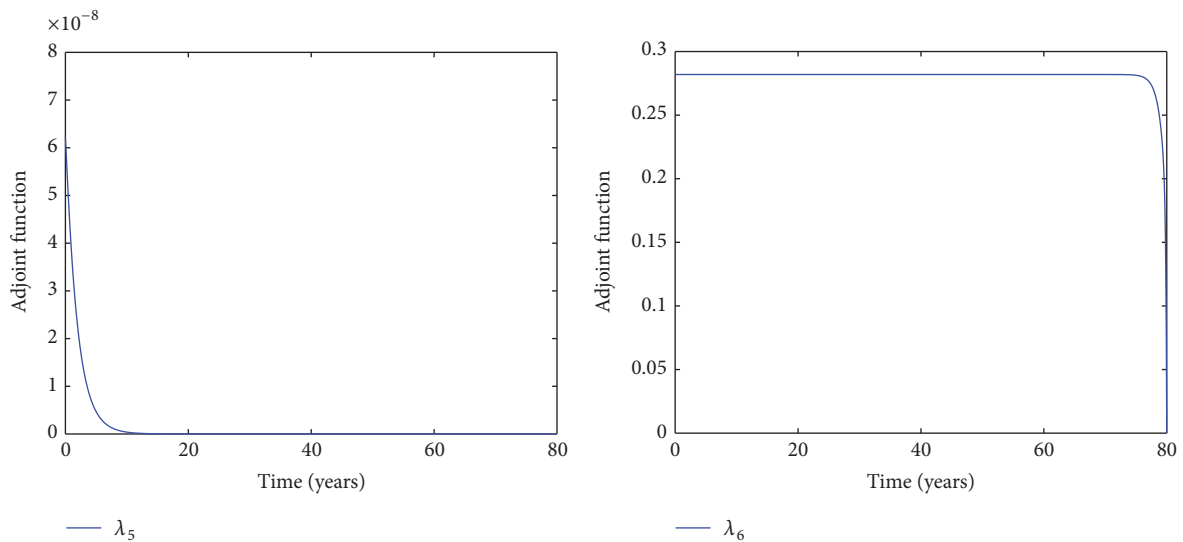 ×10⁻⁸
8
7
6
5
4
3
2
1
0
0 20 40 60 80
Adjoint function
Time (years)
λ₅
0.3
0.25
0.2
0.15
0.1
0.05
0
0 20 40 60 80
Adjoint function
Time (years)
λ₆